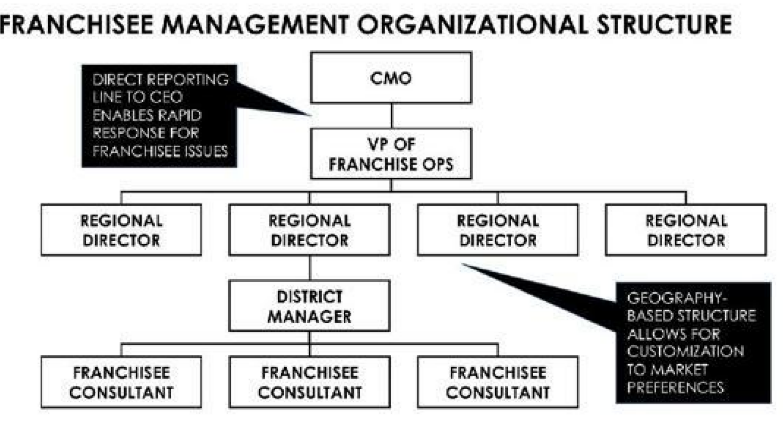 FRANCHISEE MANAGEMENT ORGANIZATIONAL STRUCTURE
CMO
DIRECT REPORTING
LINE TO CEO
ENABLES RAPID
RESPONSE FOR
FRANCHISEE ISSUES
VP OF
FRANCHISE OPS
REGIONAL
DIRECTOR
REGIONAL
DIRECTOR
REGIONAL
DIRECTOR
REGIONAL
DIRECTOR
DISTRICT
MANAGER
GEOGRAPHY-
BASED STRUCTURE
ALLOWS FOR
CUSTOMIZATION
TO MARKET
PREFERENCES
FRANCHISEE
CONSULTANT
FRANCHISEE
CONSULTANT
FRANCHISEE
CONSULTANT